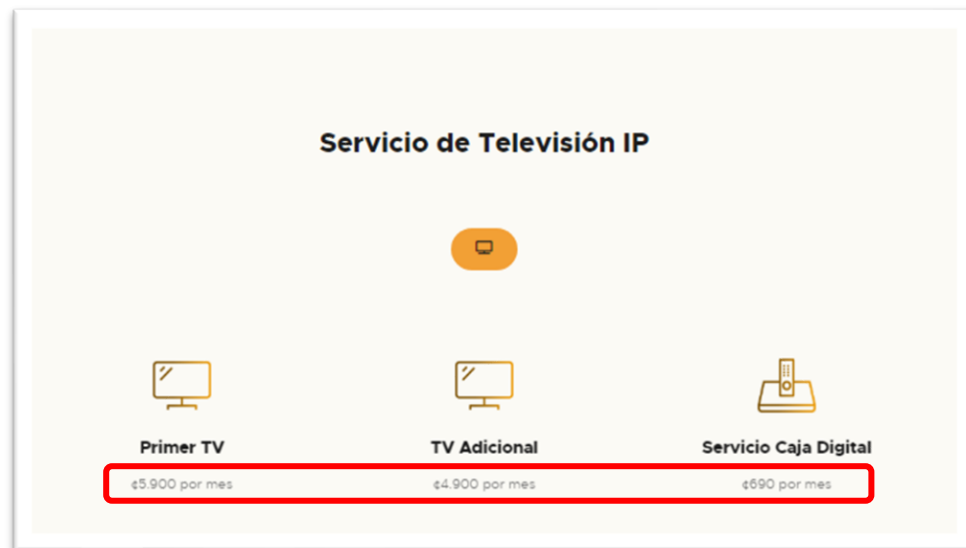 Servicio de Televisión IP
Primer TV
TV Adicional
Servicio Caja Digital
¢5.900 por mes
¢4.900 por mes
¢690 por mes